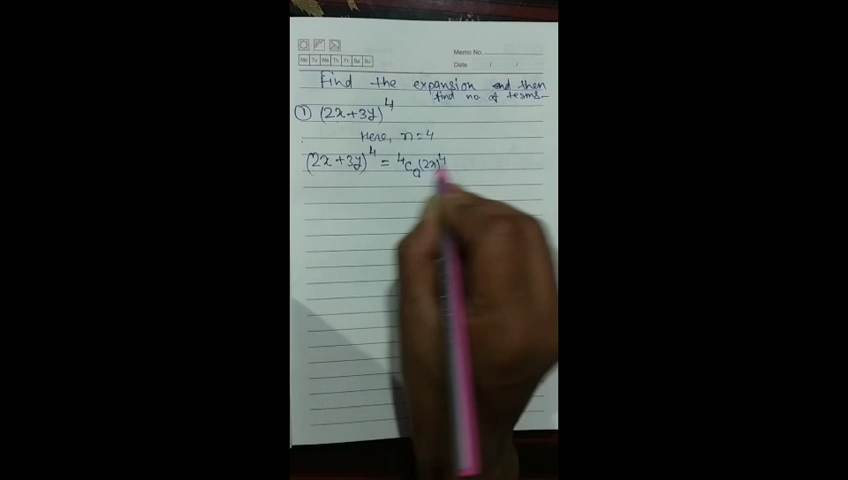 Memo No.
Date / /
Mo Tu We Th Fr Sa Su
Find the expansion and then
find no of terms-
① (2x+3y)⁴
Here, n=4
(2x+3y)⁴ = ⁴C₀(2x)⁴